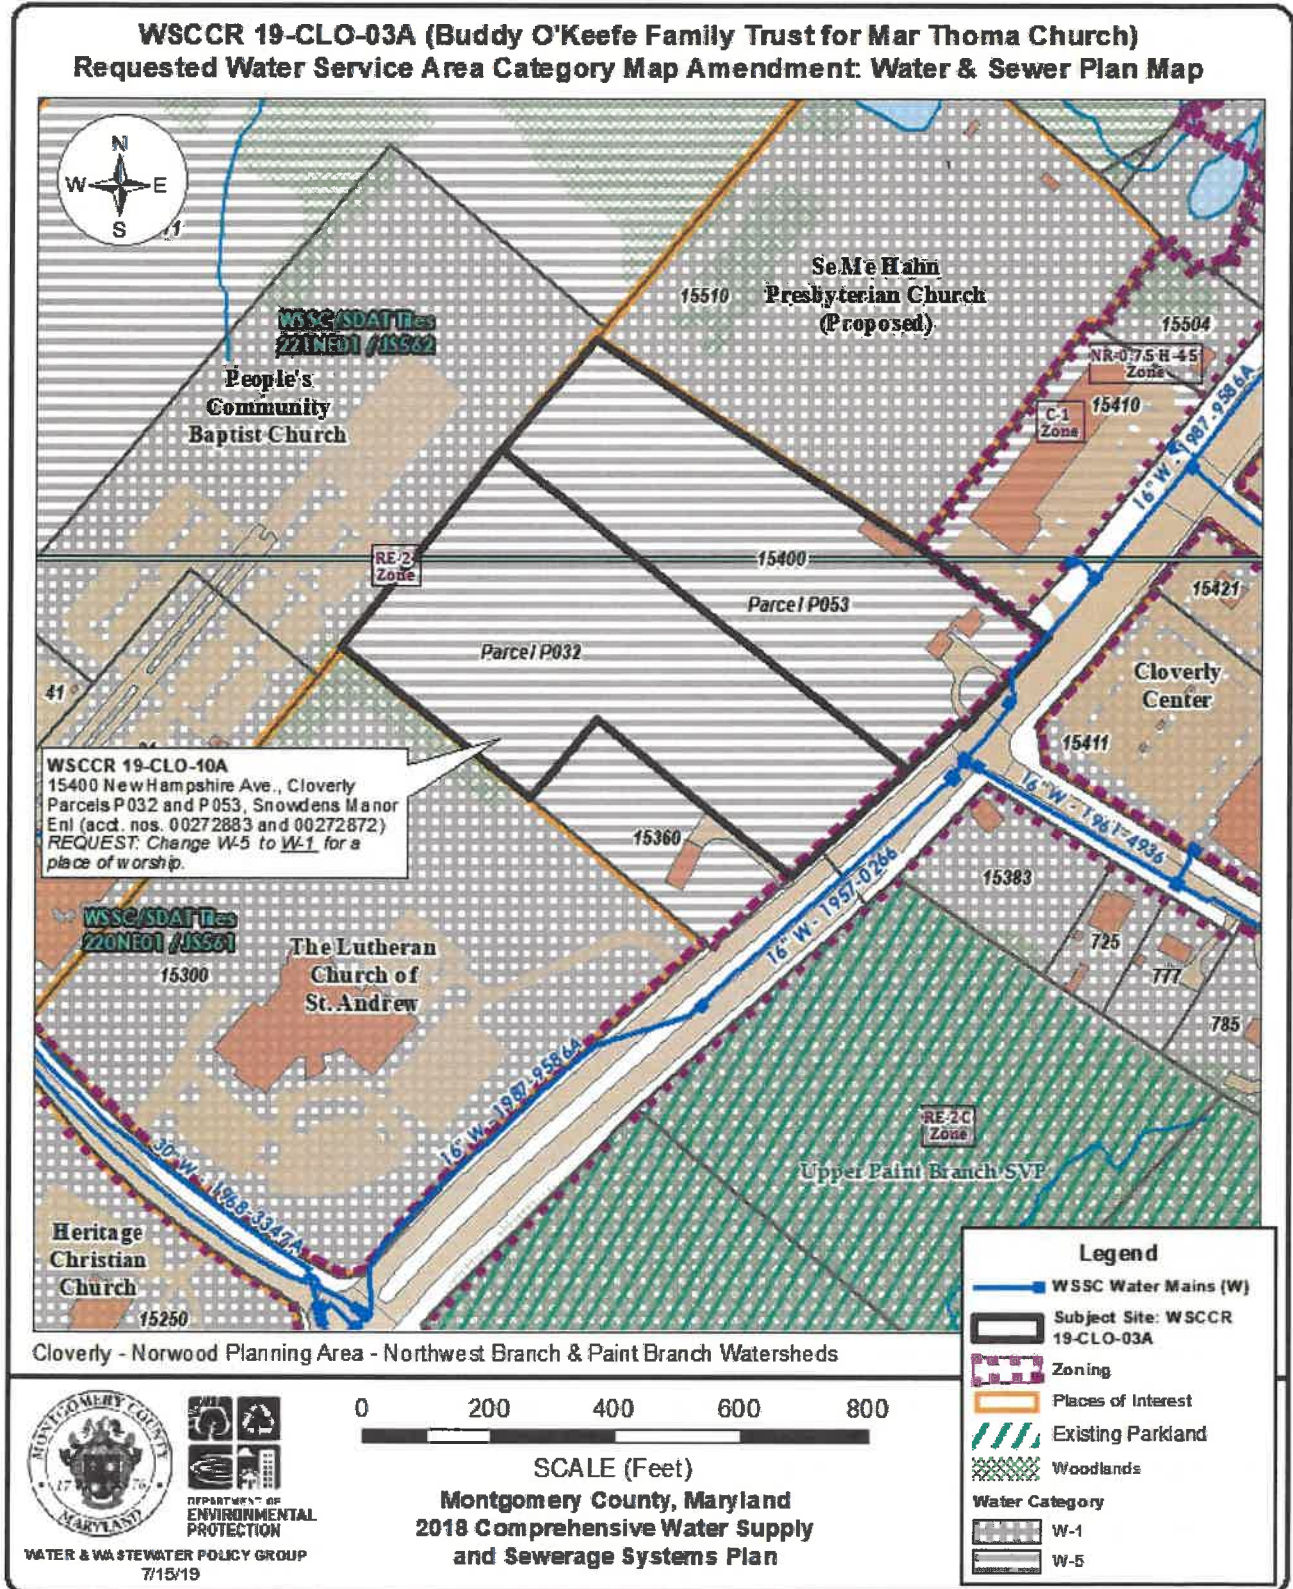 WSCCR 19-CLO-03A (Buddy O'Keefe Family Trust for Mar Thoma Church)
Requested Water Service Area Category Map Amendment: Water & Sewer Plan Map
N
W E
S
WSSC/SDAT Tiles
221NE01 / JS562
People's
Community
Baptist Church
15510
Se Me Hahn
Presbyterian Church
(Proposed)
15504
NR-0.75 H-45
Zone
C-1
Zone
15410
16" W - 1987-9586A
RE-2
Zone
15400
Parcel P053
Parcel P032
15421
Cloverly
Center
15411
41
WSCCR 19-CLO-10A
15400 New Hampshire Ave., Cloverly
Parcels P032 and P053, Snowdens Manor
Enl (acct. nos. 00272883 and 00272872)
REQUEST: Change W-5 to W-1 for a
place of worship.
15360
16" W - 1961-4936
15383
16" W - 1957-0266
725
777
785
WSSC/SDAT Tiles
220NE01 / JS561
15300
The Lutheran
Church of
St. Andrew
16" W - 1987-9586A
RE-2C
Zone
Upper Paint Branch SVP
30" W - 1968-3347A
Heritage
Christian
Church
15250
Legend
WSSC Water Mains (W)
Subject Site: WSCCR
19-CLO-03A
Zoning
Places of Interest
Existing Parkland
Woodlands
Water Category
W-1
W-5
Cloverly - Norwood Planning Area - Northwest Branch & Paint Branch Watersheds
MONTGOMERY COUNTY
17 76
MARYLAND
DEPARTMENT OF
ENVIRONMENTAL
PROTECTION
WATER & WASTEWATER POLICY GROUP
7/15/19
0 200 400 600 800
SCALE (Feet)
Montgomery County, Maryland
2018 Comprehensive Water Supply
and Sewerage Systems Plan